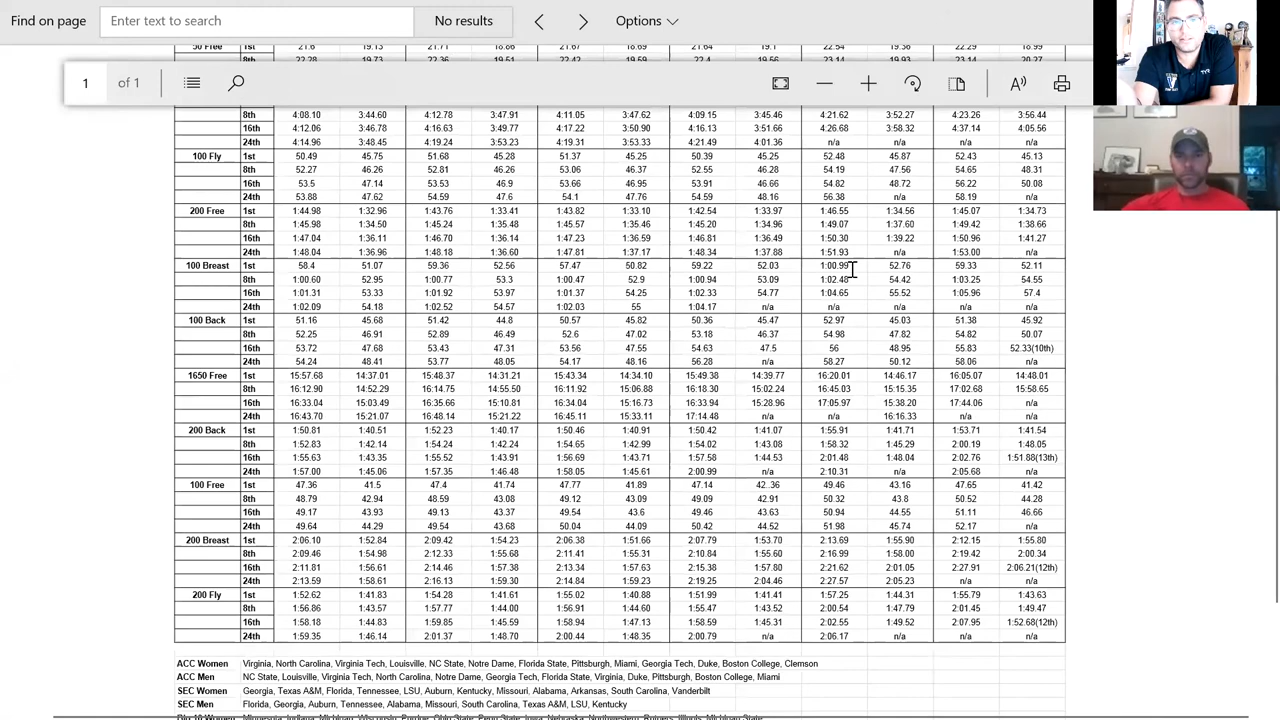 Find on page Enter text to search No results Options
50 Free 1st 21.6 19.13 21.71 18.86 21.67 18.69 21.64 19.1 22.54 19.36 22.29 18.99
8th 22.28 19.73 22.36 19.51 22.42 19.56 23.14 19.93 23.14 20.27
1 of 1
8th 4:08.10 3:44.60 4:12.78 3:47.91 4:11.05 3:47.62 4:09.15 3:45.46 4:21.62 3:52.27 4:23.26 3:56.44
16th 4:12.06 3:46.78 4:16.63 3:49.77 4:17.22 3:50.90 4:16.13 3:51.66 4:26.68 3:58.32 4:37.14 4:05.56
24th 4:14.96 3:48.45 4:19.24 3:53.23 4:19.31 3:53.33 4:21.49 4:01.36 n/a n/a n/a n/a
100 Fly 1st 50.49 45.75 51.68 45.28 51.37 45.25 50.39 45.25 52.48 45.87 52.43 45.13
8th 52.27 46.26 52.81 46.26 53.06 46.37 52.55 46.28 54.19 47.56 54.65 48.31
16th 53.5 47.14 53.53 46.9 53.66 46.95 53.91 46.66 54.82 48.72 56.22 50.08
24th 53.88 47.62 54.59 47.6 54.1 47.76 54.59 48.16 56.38 n/a 58.19 n/a
200 Free 1st 1:44.98 1:32.96 1:43.76 1:33.41 1:43.82 1:33.10 1:42.54 1:33.97 1:46.55 1:34.56 1:45.07 1:34.73
8th 1:45.98 1:34.50 1:45.24 1:35.48 1:45.57 1:35.46 1:45.20 1:34.96 1:49.07 1:37.60 1:49.42 1:38.66
16th 1:47.04 1:36.11 1:46.70 1:36.14 1:47.23 1:36.59 1:46.81 1:36.49 1:50.30 1:39.22 1:50.96 1:41.27
24th 1:48.04 1:36.96 1:48.18 1:36.60 1:47.81 1:37.17 1:48.34 1:37.88 1:51.93 n/a 1:53.00 n/a
100 Breast 1st 58.4 51.07 59.36 52.56 57.47 50.82 59.22 52.03 1:00.99 52.76 59.33 52.11
8th 1:00.60 52.95 1:00.77 53.3 1:00.47 52.9 1:00.94 53.09 1:02.48 54.42 1:03.25 54.55
16th 1:01.31 53.33 1:01.92 53.97 1:01.37 54.25 1:02.33 54.77 1:04.65 55.52 1:05.96 57.4
24th 1:02.09 54.18 1:02.52 54.57 1:02.03 55 1:04.17 n/a n/a n/a n/a n/a
100 Back 1st 51.16 45.68 51.42 44.8 50.57 45.82 50.36 45.47 52.97 45.03 51.38 45.92
8th 52.25 46.91 52.89 46.49 52.6 47.02 53.18 46.37 54.98 47.82 54.82 50.07
16th 53.72 47.68 53.43 47.31 53.56 47.55 54.63 47.5 56 48.95 55.83 52.33(10th)
24th 54.24 48.41 53.77 48.05 54.17 48.16 56.28 n/a 58.27 50.12 58.06 n/a
1650 Free 1st 15:57.68 14:37.01 15:48.37 14:31.21 15:43.34 14:34.10 15:49.38 14:39.77 16:20.01 14:46.17 16:05.07 14:48.01
8th 16:12.90 14:52.29 16:14.75 14:55.50 16:11.92 15:06.88 16:18.30 15:02.24 16:45.03 15:15.35 17:02.68 15:58.65
16th 16:33.04 15:03.49 16:35.66 15:10.81 16:34.04 15:16.73 16:33.94 15:28.96 17:05.97 15:38.20 17:44.06 n/a
24th 16:43.70 15:21.07 16:48.14 15:21.22 16:45.11 15:33.11 17:14.48 n/a n/a 16:16.33 n/a n/a
200 Back 1st 1:50.81 1:40.51 1:52.23 1:40.17 1:50.46 1:40.91 1:50.42 1:41.07 1:55.91 1:41.71 1:53.71 1:41.54
8th 1:52.83 1:42.14 1:54.24 1:42.24 1:54.65 1:42.99 1:54.02 1:43.08 1:58.32 1:45.29 2:00.19 1:48.05
16th 1:55.63 1:43.35 1:55.52 1:43.91 1:56.69 1:43.71 1:57.58 1:44.53 2:01.48 1:48.04 2:02.76 1:51.88(13th)
24th 1:57.00 1:45.06 1:57.35 1:46.48 1:58.05 1:45.61 2:00.99 n/a 2:10.31 n/a 2:05.68 n/a
100 Free 1st 47.36 41.5 47.4 41.74 47.77 41.89 47.14 42..36 49.46 43.16 47.65 41.42
8th 48.79 42.94 48.59 43.08 49.12 43.09 49.09 42.91 50.32 43.8 50.52 44.28
16th 49.17 43.93 49.13 43.37 49.54 43.6 49.46 43.63 50.94 44.55 51.11 46.66
24th 49.64 44.29 49.54 43.68 50.04 44.09 50.42 44.52 51.98 45.74 52.17 n/a
200 Breast 1st 2:06.10 1:52.84 2:09.42 1:54.23 2:06.38 1:51.66 2:07.79 1:53.70 2:13.69 1:55.90 2:12.15 1:55.80
8th 2:09.46 1:54.98 2:12.33 1:55.68 2:11.41 1:55.31 2:10.84 1:55.60 2:16.99 1:58.00 2:19.42 2:00.34
16th 2:11.81 1:56.61 2:14.46 1:57.38 2:13.34 1:57.63 2:15.38 1:57.80 2:21.62 2:01.05 2:27.91 2:06.21(12th)
24th 2:13.59 1:58.61 2:16.13 1:59.30 2:14.84 1:59.23 2:19.25 2:04.46 2:27.57 2:05.23 n/a n/a
200 Fly 1st 1:52.62 1:41.83 1:54.28 1:41.61 1:55.02 1:40.88 1:51.99 1:41.41 1:57.25 1:44.31 1:55.79 1:43.63
8th 1:56.86 1:43.57 1:57.77 1:44.00 1:56.91 1:44.60 1:55.47 1:43.52 2:00.54 1:47.79 2:01.45 1:49.47
16th 1:58.18 1:44.83 1:59.85 1:45.59 1:58.94 1:47.13 1:58.59 1:45.31 2:02.55 1:49.52 2:07.95 1:52.68(12th)
24th 1:59.35 1:46.14 2:01.37 1:48.70 2:00.44 1:48.35 2:00.79 n/a 2:06.17 n/a n/a n/a
ACC Women Virginia, North Carolina, Virginia Tech, Louisville, NC State, Notre Dame, Florida State, Pittsburgh, Miami, Georgia Tech, Duke, Boston College, Clemson
ACC Men NC State, Louisville, Virginia Tech, North Carolina, Notre Dame, Georgia Tech, Florida State, Virginia, Duke, Pittsburgh, Boston College, Miami
SEC Women Georgia, Texas A&M, Florida, Tennessee, LSU, Auburn, Kentucky, Missouri, Alabama, Arkansas, South Carolina, Vanderbilt
SEC Men Florida, Georgia, Auburn, Tennessee, Alabama, Missouri, South Carolina, Texas A&M, LSU, Kentucky
Big 10 Women Minnesota, Indiana, Michigan, Wisconsin, Purdue, Ohio State, Penn State, Iowa, Nebraska, Northwestern, Rutgers, Illinois, Michigan State